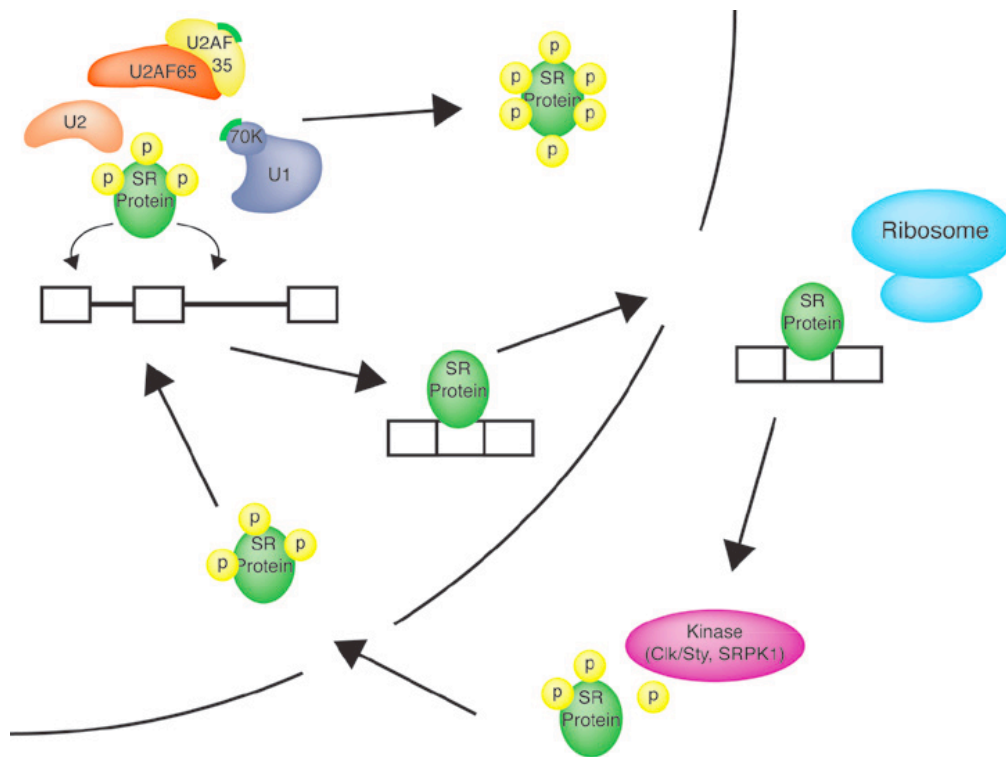 U2AF
35
U2AF65
U2
70K
U1
p
p
p
SR
Protein
p
p
p
p
p
p
SR
Protein
Ribosome
SR
Protein
SR
Protein
p
p
p
SR
Protein
Kinase
(Clk/Sty, SRPK1)
p
p
p
SR
Protein